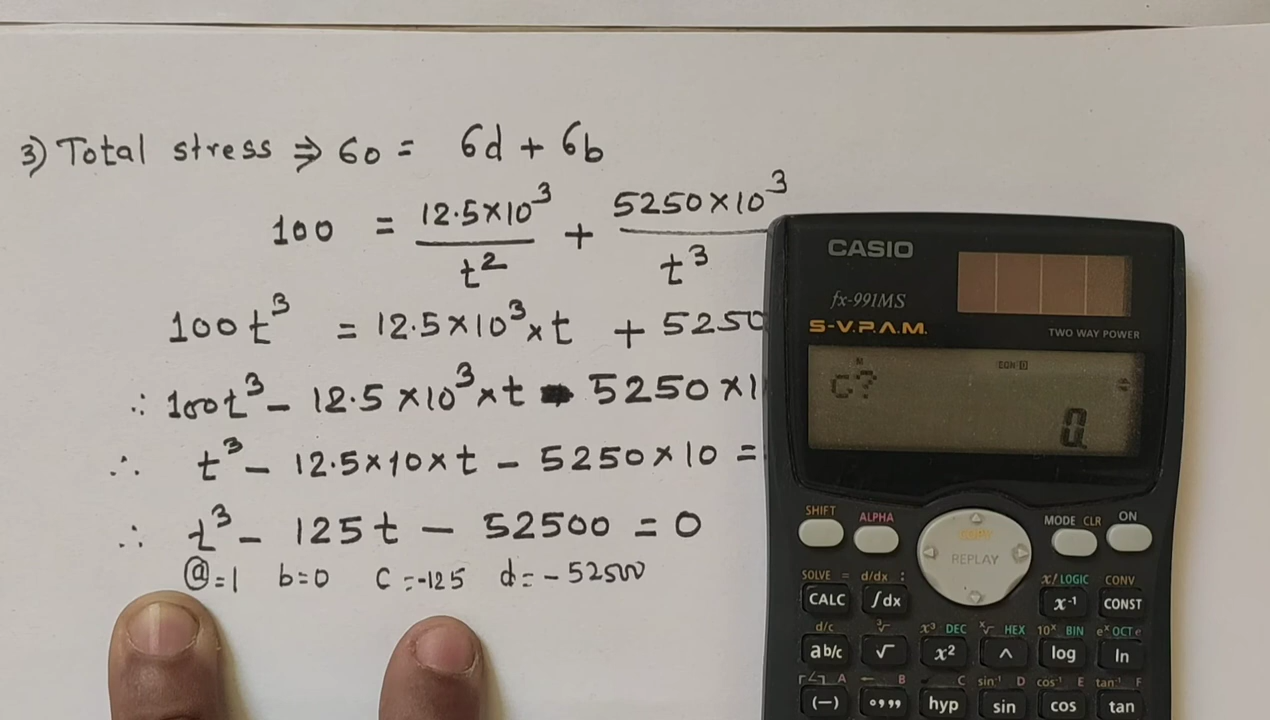 3) Total stress ⇒ 6o = 6d + 6b
100 = 12.5×10³ / t² + 5250×10³ / t³
100t³ = 12.5×10³×t + 5250
∴ 100t³ - 12.5×10³×t - 5250×1
∴ t³ - 12.5×10×t - 5250×10 =
∴ t³ - 125t - 52500 = 0
a=1 b=0 c=-125 d=-52500
CASIO
fx-991MS
S-V.P.A.M.
TWO WAY POWER
M EQN D
c? =
0
SHIFT ALPHA COPY REPLAY MODE CLR ON
SOLVE = d/dx : x!LOGIC CONV
CALC ∫dx x⁻¹ CONST
d/c ³√ x³ DEC ˣ√ HEX 10ˣ BIN eˣ OCT e
ab/c √ x² ^ log ln
A ← B C sin⁻¹ D cos⁻¹ E tan⁻¹ F
(−) °,,, hyp sin cos tan